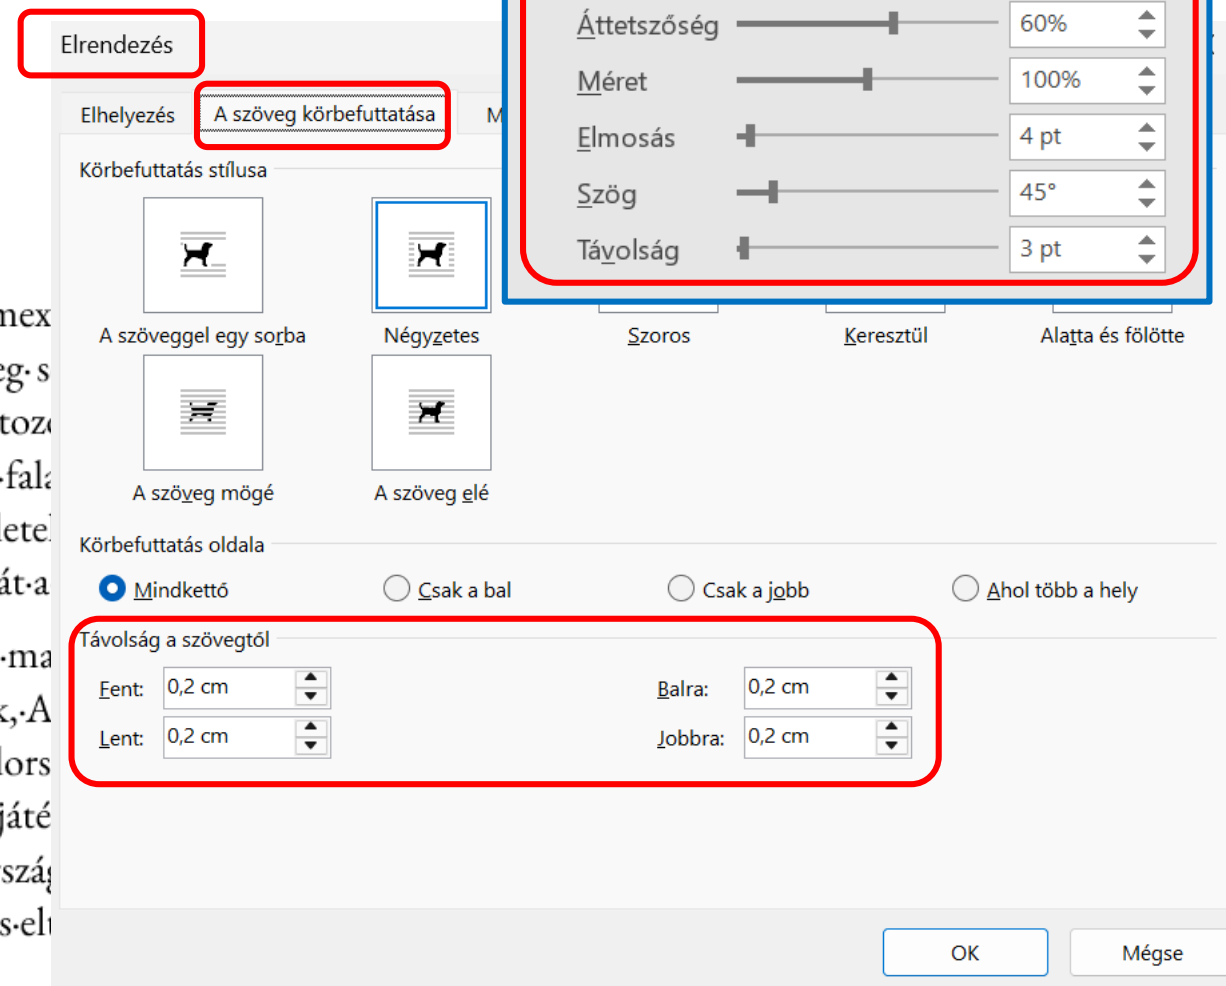 Áttetszőség 60%
Méret 100%
Elmosás 4 pt
Szög 45°
Távolság 3 pt
Elrendezés
Elhelyezés A szöveg körbefuttatása
Körbefuttatás stílusa
A szöveggel egy sorba Négyzetes Szoros Keresztül Alatta és fölötte
A szöveg mögé A szöveg elé
Körbefuttatás oldala
Mindkettő Csak a bal Csak a jobb Ahol több a hely
Távolság a szövegtől
Fent: 0,2 cm Balra: 0,2 cm
Lent: 0,2 cm Jobbra: 0,2 cm
OK Mégse